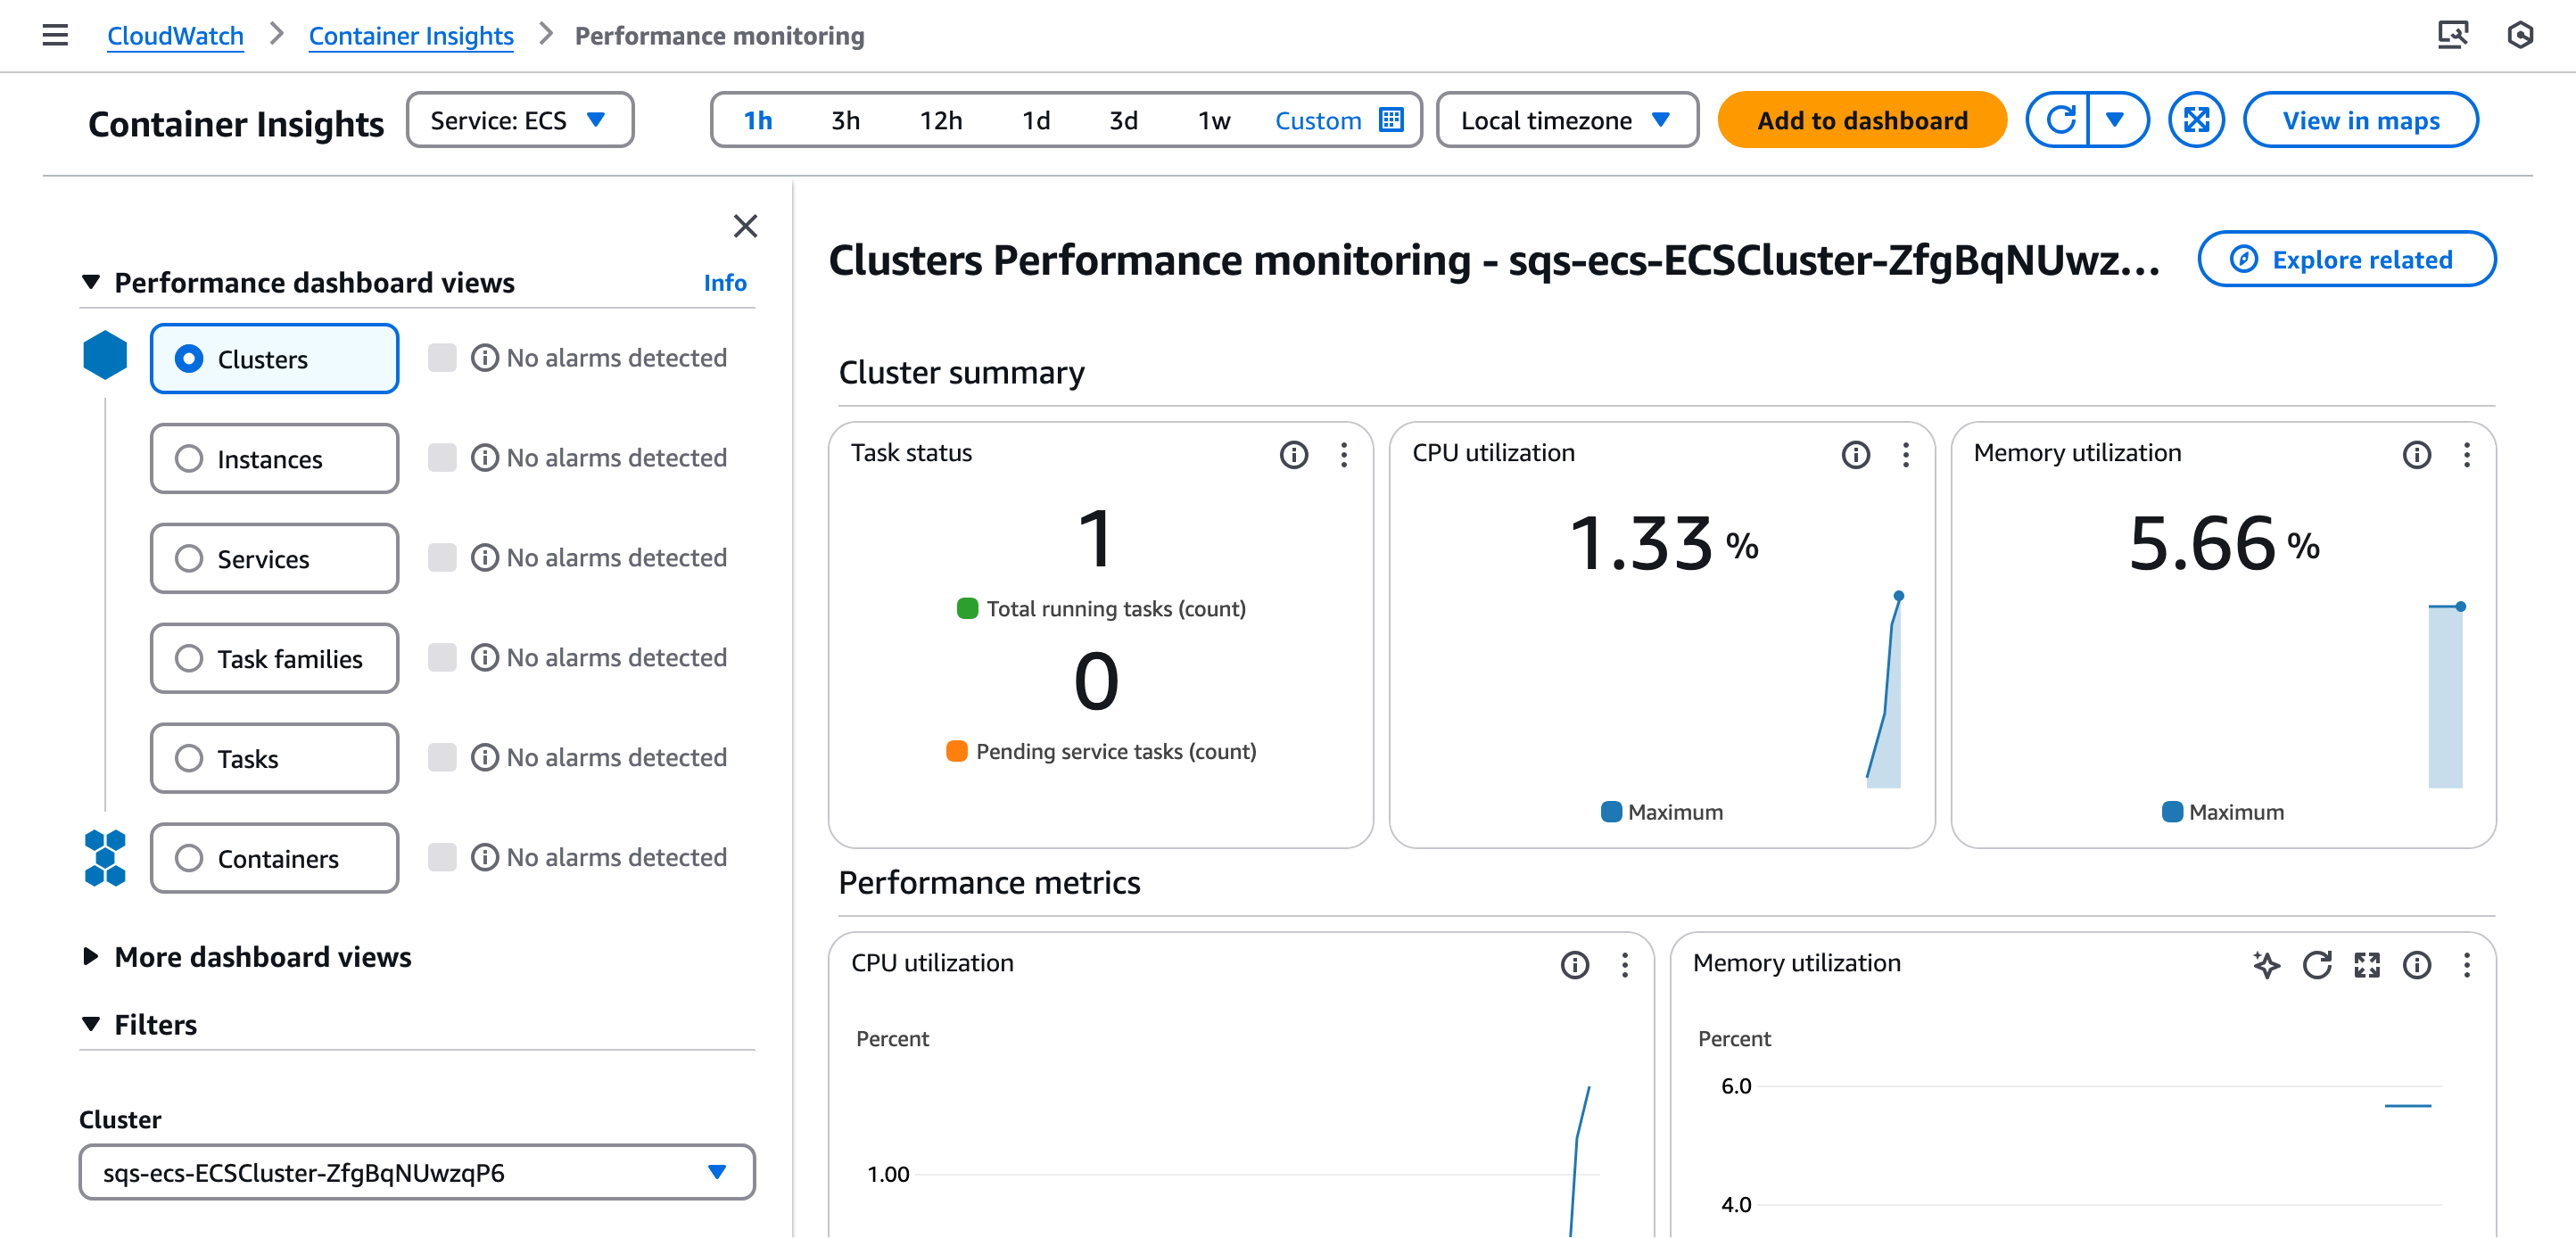 CloudWatch > Container Insights > Performance monitoring
Container Insights
Service: ECS
1h 3h 12h 1d 3d 1w Custom
Local timezone
Add to dashboard
View in maps
Performance dashboard views
Info
Clusters
No alarms detected
Instances
No alarms detected
Services
No alarms detected
Task families
No alarms detected
Tasks
No alarms detected
Containers
No alarms detected
More dashboard views
Filters
Cluster
sqs-ecs-ECSCluster-ZfgBqNUwzqP6
Clusters Performance monitoring - sqs-ecs-ECSCluster-ZfgBqNUwz...
Explore related
Cluster summary
Task status
1
Total running tasks (count)
0
Pending service tasks (count)
CPU utilization
1.33 %
Maximum
Memory utilization
5.66 %
Maximum
Performance metrics
CPU utilization
Percent
1.00
Memory utilization
Percent
6.0
4.0